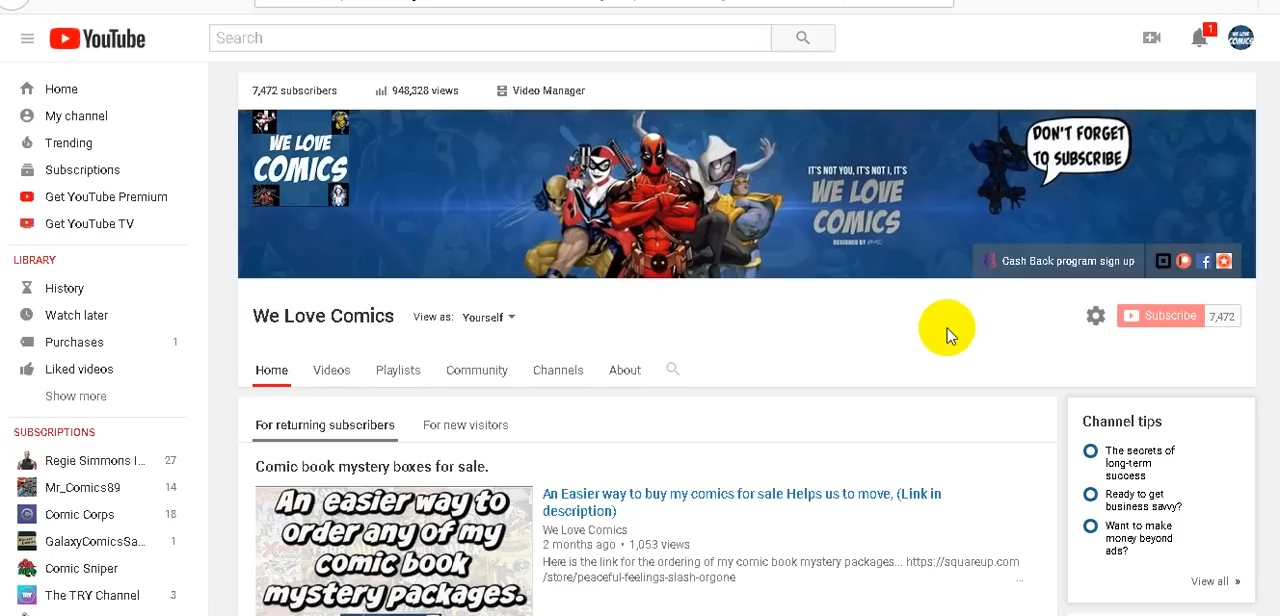 YouTube
Search
1
WE LOVE
COMICS
Home
My channel
Trending
Subscriptions
Get YouTube Premium
Get YouTube TV
LIBRARY
History
Watch later
Purchases 1
Liked videos
Show more
SUBSCRIPTIONS
Regie Simmons I... 27
Mr_Comics89 14
Comic Corps 18
GalaxyComicsSa... 1
Comic Sniper
TRY
The TRY Channel 3
7,472 subscribers
948,328 views
Video Manager
WE LOVE
COMICS
IT'S NOT YOU, IT'S NOT I, IT'S
WE LOVE
COMICS
DESIGNED BY
DON'T FORGET
TO SUBSCRIBE
Cash Back program sign up
We Love Comics
View as: Yourself
Subscribe 7,472
Home
Videos
Playlists
Community
Channels
About
For returning subscribers
For new visitors
Comic book mystery boxes for sale.
An easier way to
order any of my
comic book
mystery packages.
An Easier way to buy my comics for sale Helps us to move, (Link in
description)
We Love Comics
2 months ago • 1,053 views
Here is the link for the ordering of my comic book mystery packages... https://squareup.com
/store/peaceful-feelings-slash-orgone
...
Channel tips
The secrets of
long-term
success
Ready to get
business savvy?
Want to make
money beyond
ads?
View all »